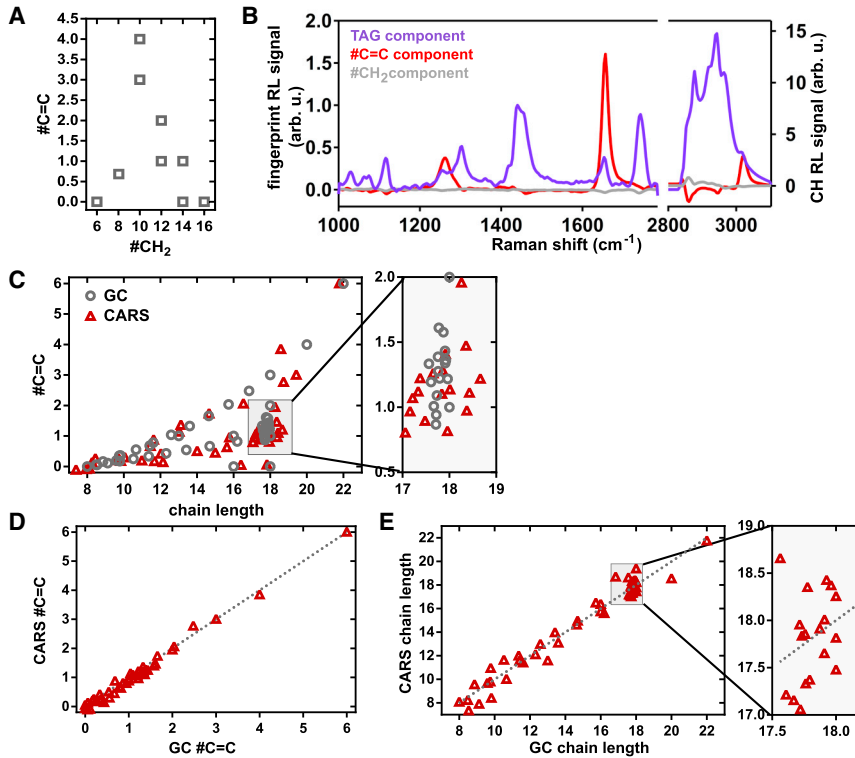 A
#C=C
4.5
4.0
3.5
3.0
2.5
2.0
1.5
1.0
0.5
0.0
6 8 10 12 14 16
#CH2
B
fingerprint RL signal
(arb. u.)
2.0
1.5
1.0
0.5
0.0
TAG component
#C=C component
#CH2component
15
10
5
0
CH RL signal (arb. u.)
1000 1200 1400 1600 2800 3000
Raman shift (cm-1)
C
#C=C
6
5
4
3
2
1
0
GC
CARS
8 10 12 14 16 18 20 22
chain length
2.0
1.5
1.0
0.5
17 18 19
D
CARS #C=C
6
5
4
3
2
1
0
0 1 2 3 4 5 6
GC #C=C
E
CARS chain length
22
20
18
16
14
12
10
8
8 10 12 14 16 18 20 22
GC chain length
19.0
18.5
18.0
17.5
17.0
17.5 18.0